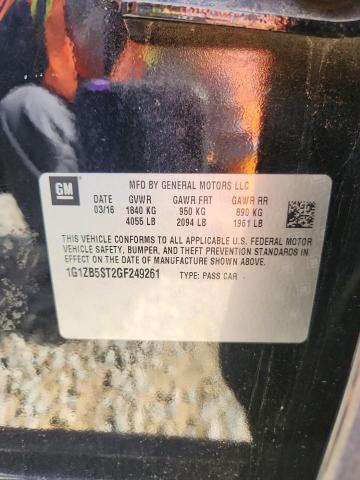 GM
MFD BY GENERAL MOTORS LLC
DATE GVWR GAWR FRT GAWR RR
03/16 1840 KG 950 KG 890 KG
4055 LB 2094 LB 1961 LB
THIS VEHICLE CONFORMS TO ALL APPLICABLE U.S. FEDERAL MOTOR
VEHICLE SAFETY, BUMPER, AND THEFT PREVENTION STANDARDS IN
EFFECT ON THE DATE OF MANUFACTURE SHOWN ABOVE.
1G1ZB5ST2GF249261 TYPE: PASS CAR